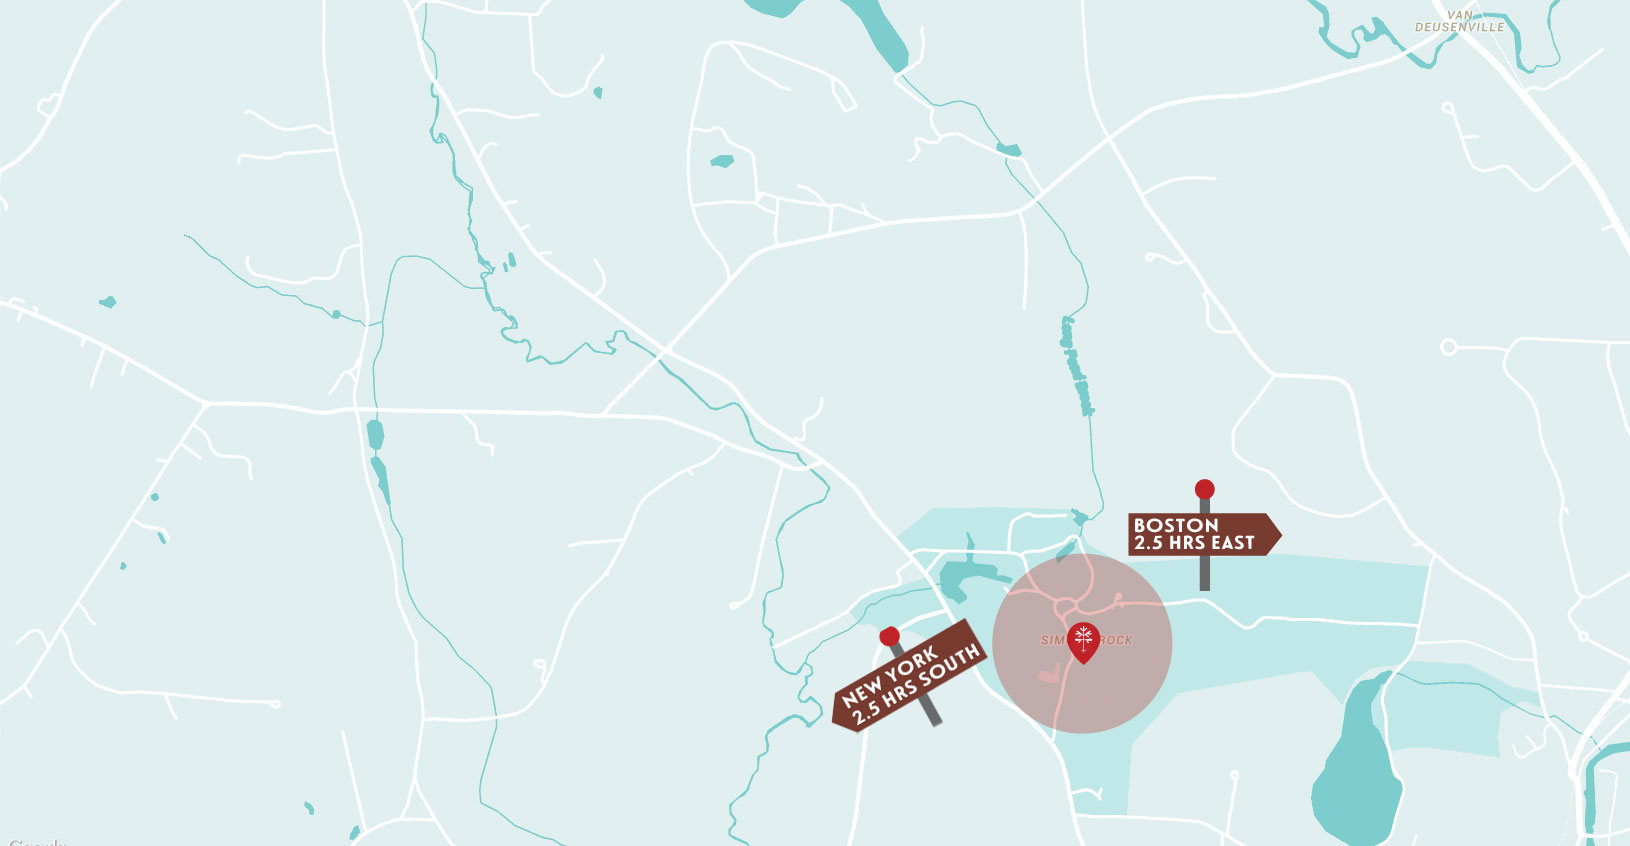 VAN
DEUSENVILLE
BOSTON
2.5 HRS EAST
SIM ROCK
NEW YORK
2.5 HRS SOUTH